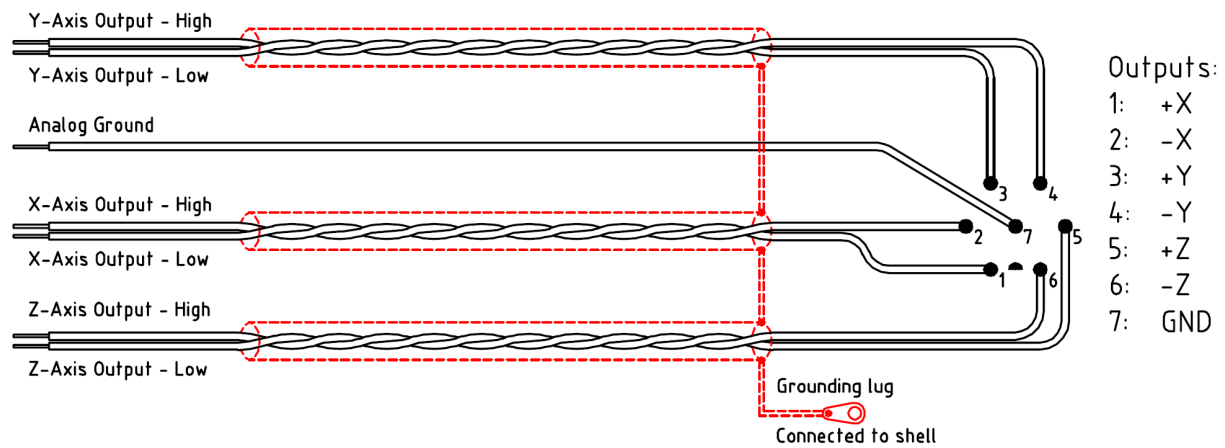 Y-Axis Output - High
Y-Axis Output - Low
Analog Ground
X-Axis Output - High
X-Axis Output - Low
Z-Axis Output - High
Z-Axis Output - Low
3
4
2
7
5
1
6
Grounding lug
Connected to shell
Outputs:
1: +X
2: -X
3: +Y
4: -Y
5: +Z
6: -Z
7: GND